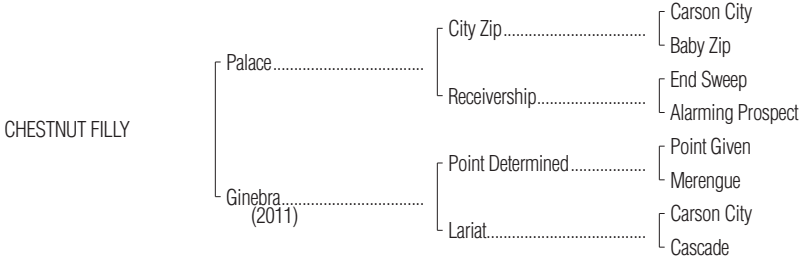 Carson City
City Zip
Baby Zip
Palace
End Sweep
Receivership
Alarming Prospect
CHESTNUT FILLY
Point Given
Point Determined
Merengue
Ginebra
(2011)
Carson City
Lariat
Cascade